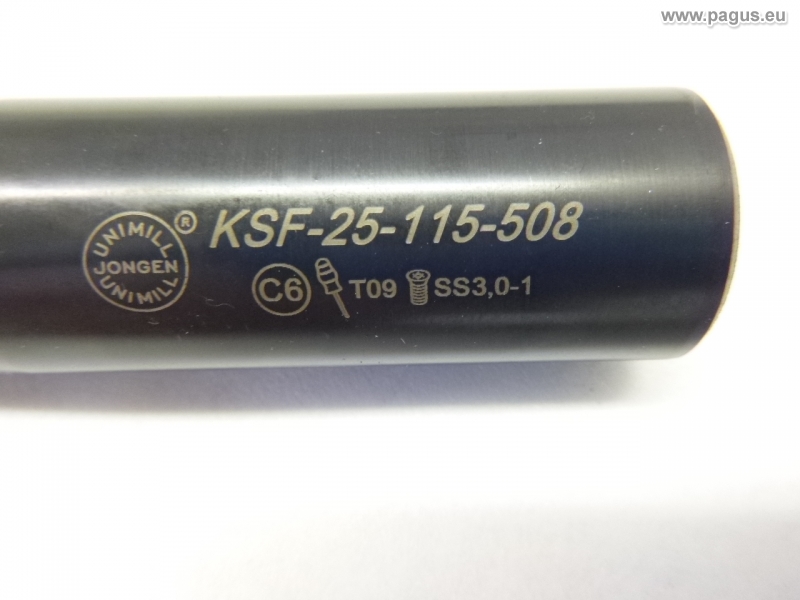 www.pagus.eu
UNIMILL
JONGEN
UNIMILL
®
KSF-25-115-508
C6 T09 SS3,0-1